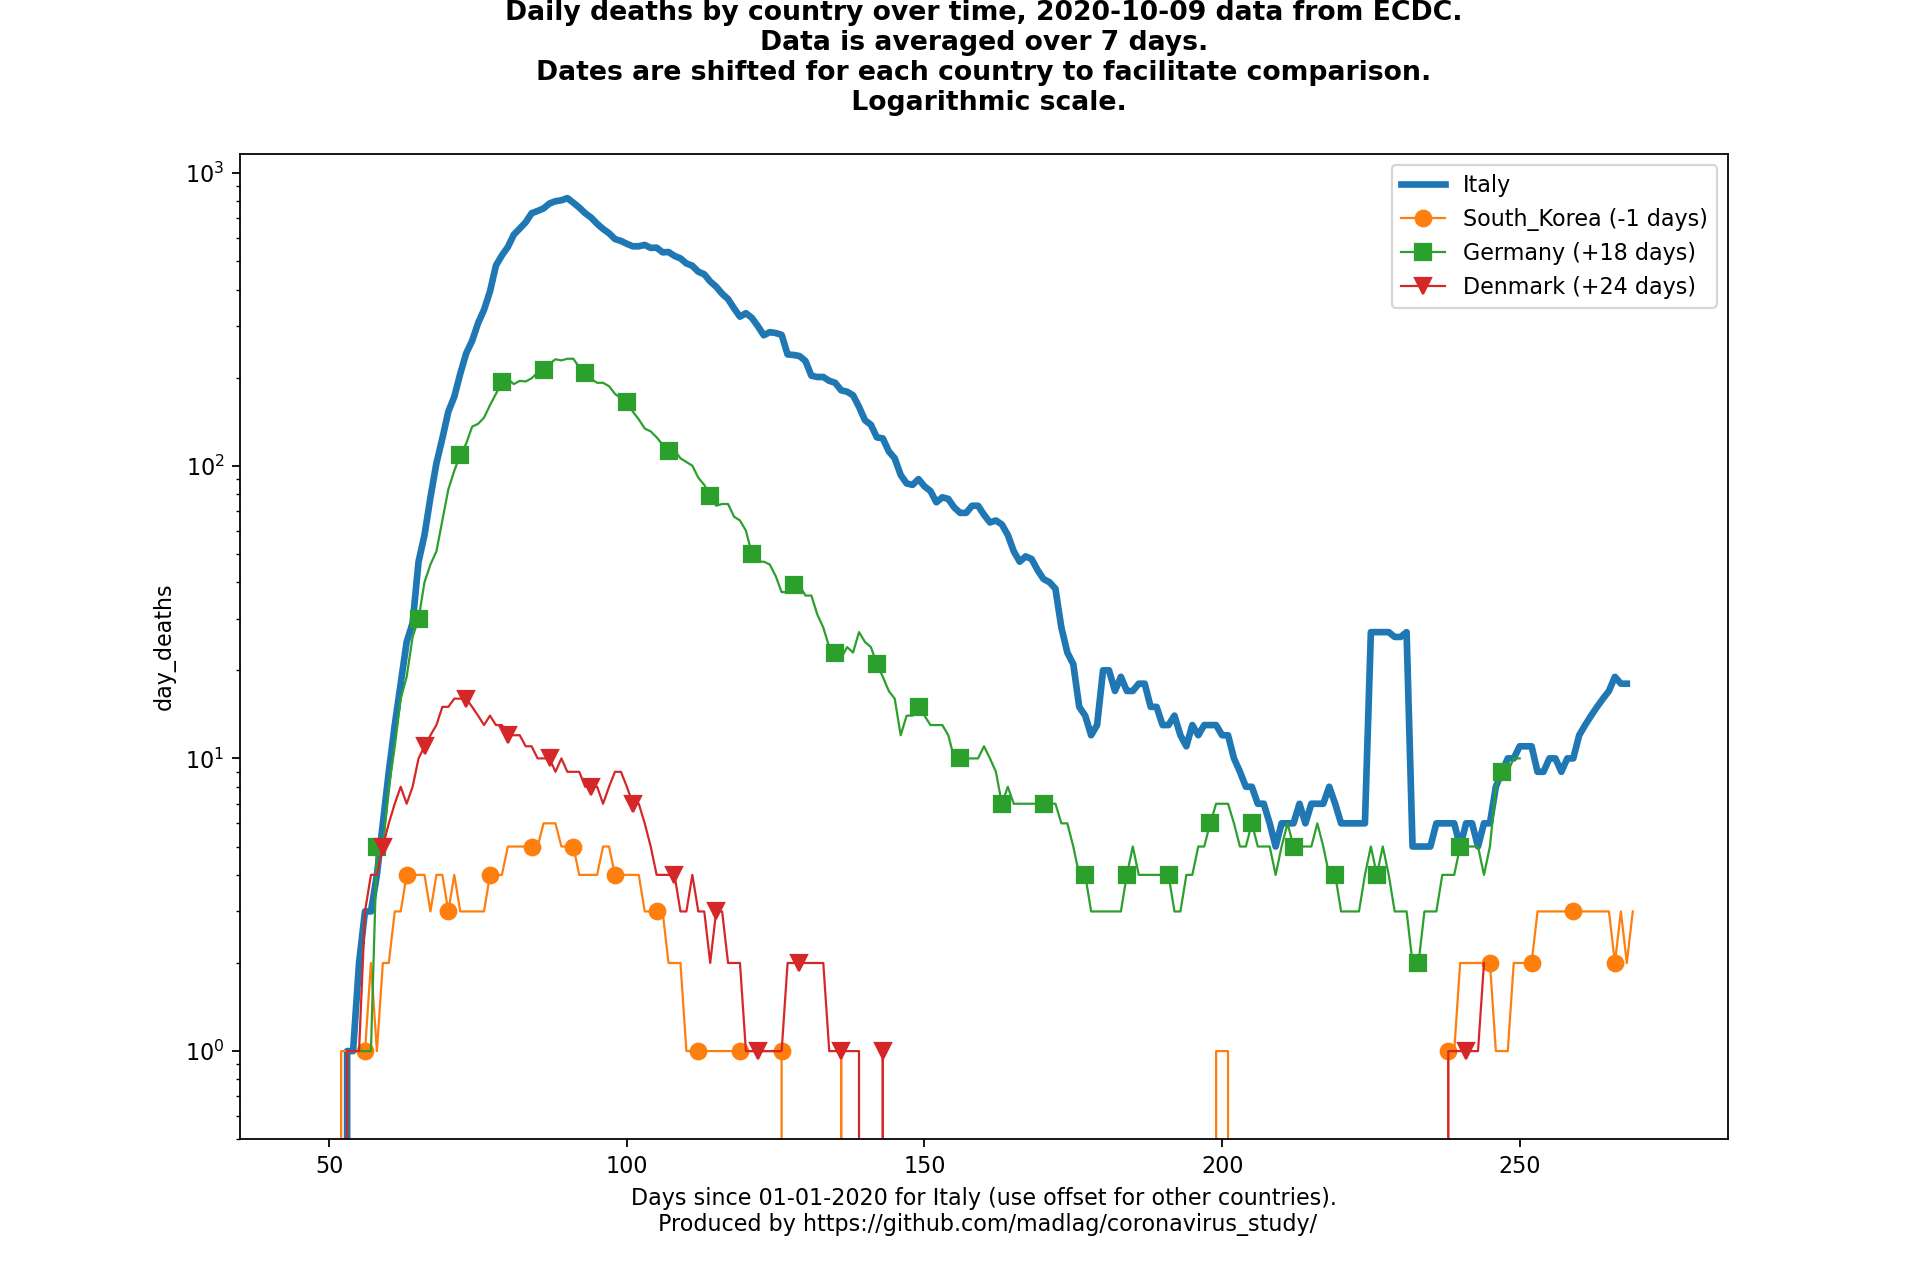 Daily deaths by country over time, 2020-10-09 data from ECDC.
Data is averaged over 7 days.
Dates are shifted for each country to facilitate comparison.
Logarithmic scale.
Italy
South_Korea (-1 days)
Germany (+18 days)
Denmark (+24 days)
day_deaths
10³
10²
10¹
10⁰
50 100 150 200 250
Days since 01-01-2020 for Italy (use offset for other countries).
Produced by https://github.com/madlag/coronavirus_study/